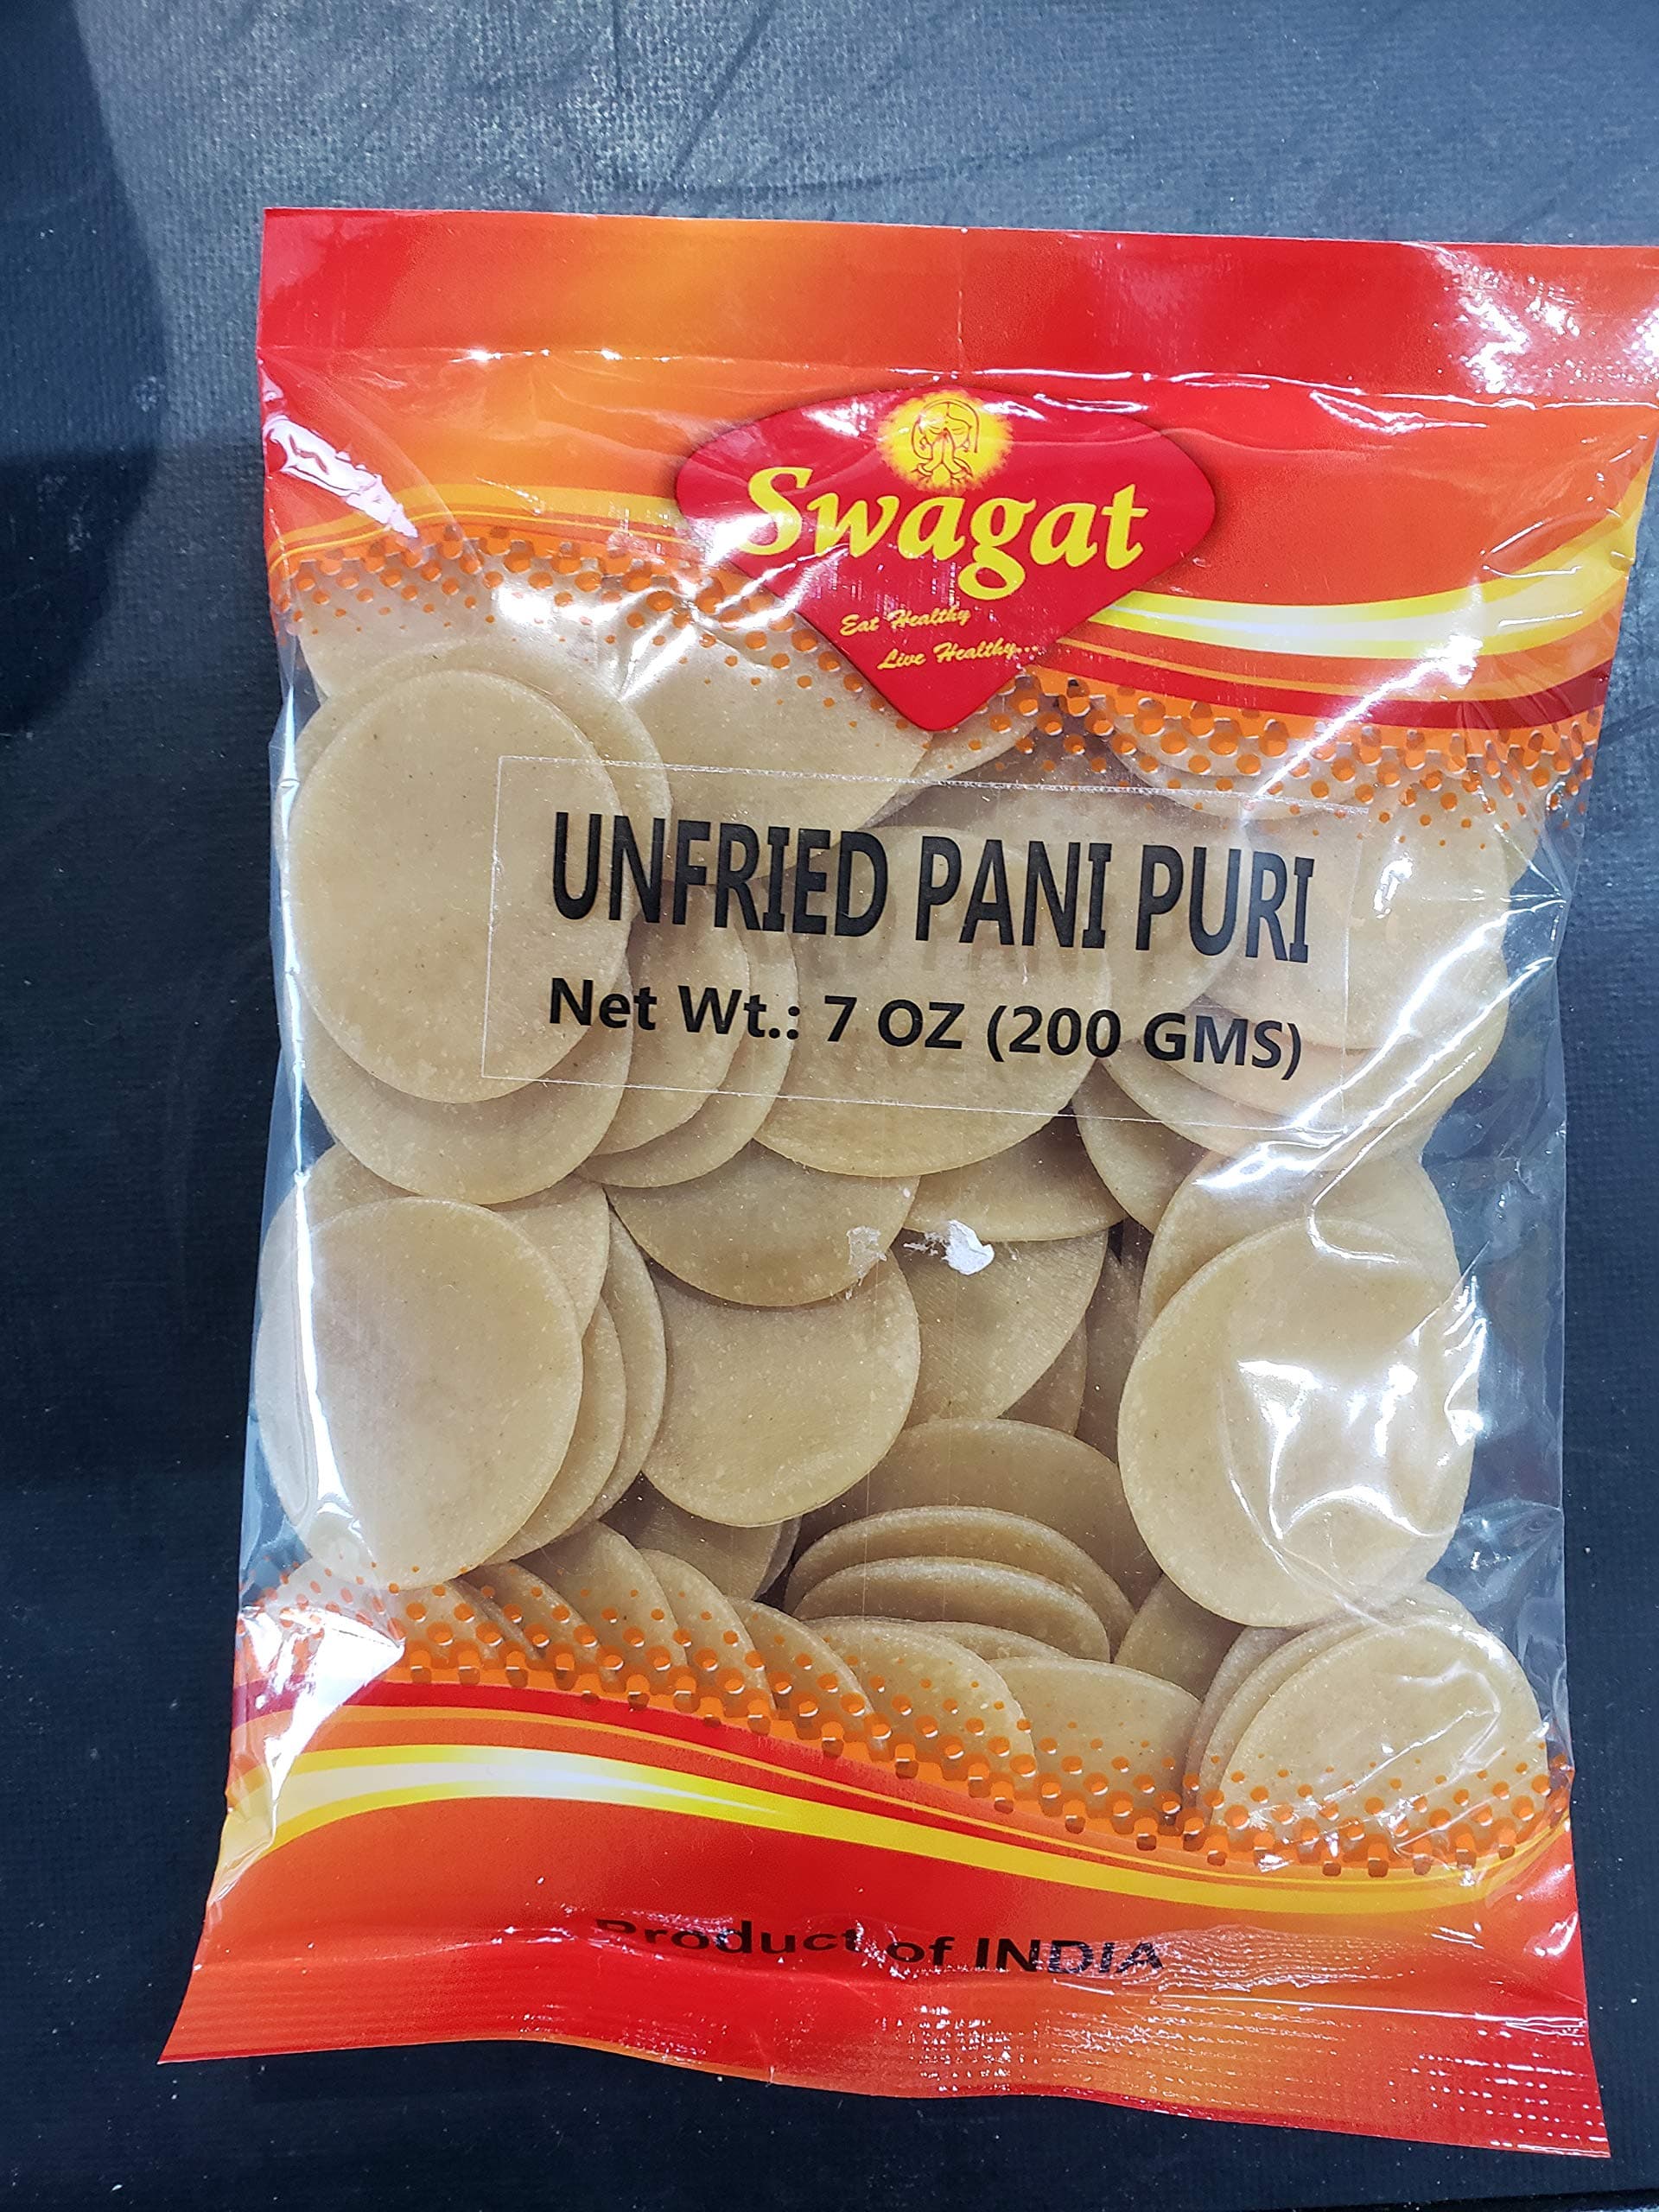 Swagat
Eat Healthy
Live Healthy...
UNFRIED PANI PURI
Net Wt.: 7 OZ (200 GMS)
Product of INDIA